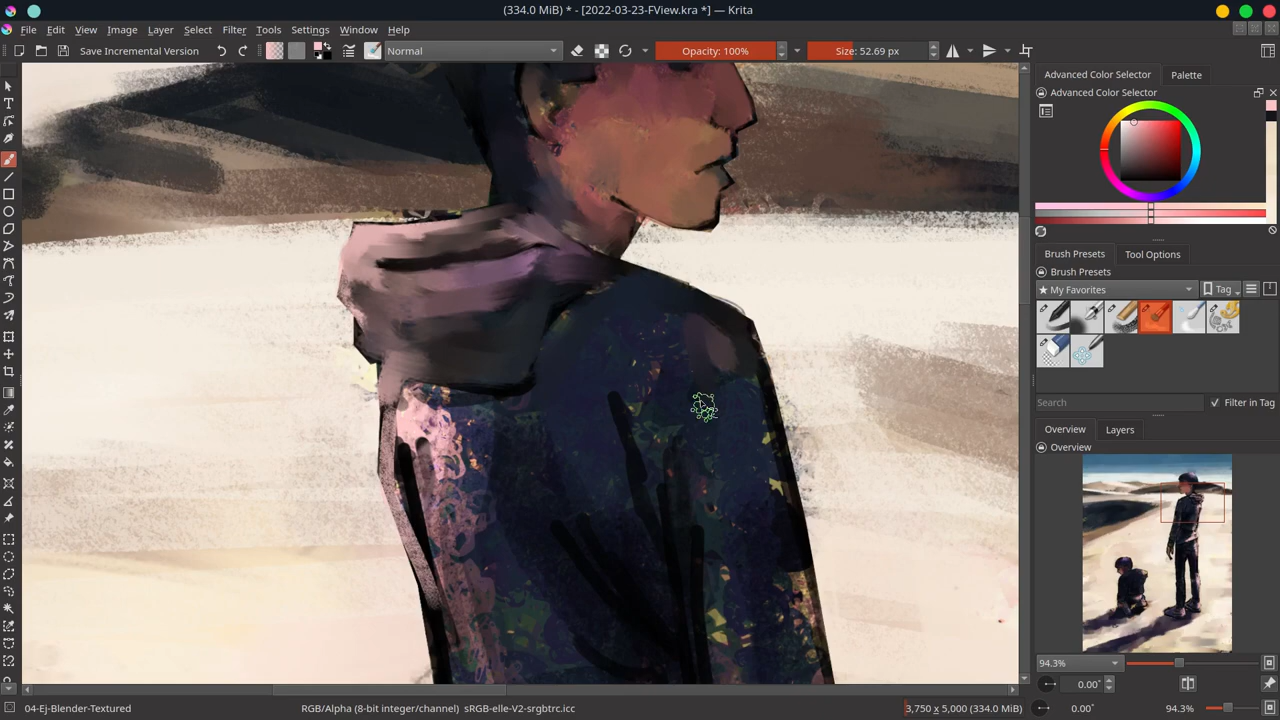 (334.0 MiB) * - [2022-03-23-FView.kra *] — Krita
File Edit View Image Layer Select Filter Tools Settings Window Help
Save Incremental Version Normal Opacity: 100% Size: 52.69 px
Advanced Color Selector Palette
Advanced Color Selector
Brush Presets Tool Options
Brush Presets
★ My Favorites Tag
Search Filter in Tag
Overview Layers
Overview
94.3%
0.00°
04-Ej-Blender-Textured RGB/Alpha (8-bit integer/channel) sRGB-elle-V2-srgbtrc.icc 3,750 x 5,000 (334.0 MiB) 0.00° 94.3%